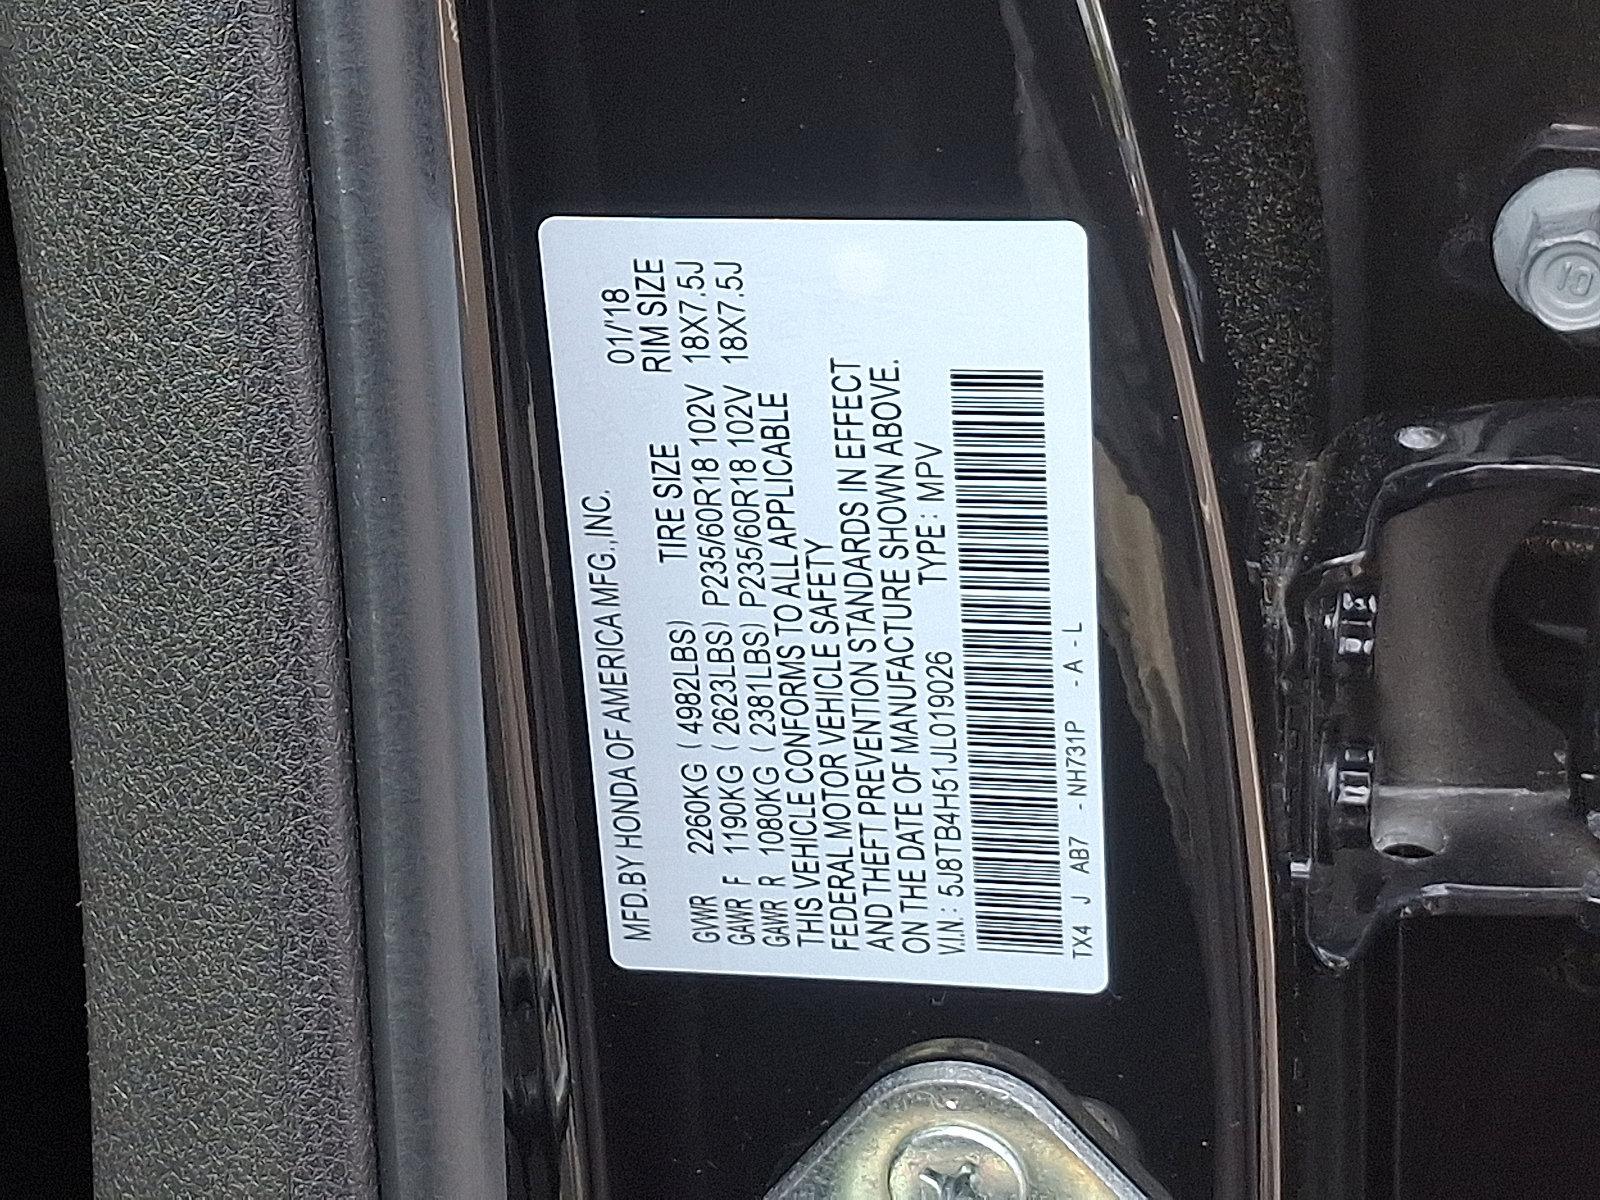 MFD.BY HONDA OF AMERICA MFG.,INC. 01/'18
TIRE SIZE RIM SIZE
GVWR 2260KG ( 4982LBS)
GAWR F 1190KG ( 2623LBS) P235/60R18 102V 18X7.5J
GAWR R 1080KG ( 2381LBS) P235/60R18 102V 18X7.5J
THIS VEHICLE CONFORMS TO ALL APPLICABLE
FEDERAL MOTOR VEHICLE SAFETY
AND THEFT PREVENTION STANDARDS IN EFFECT
ON THE DATE OF MANUFACTURE SHOWN ABOVE.
V.I.N.: 5J8TB4H51JL019026 TYPE : MPV
TX4 J AB7 - NH731P - A - L
10